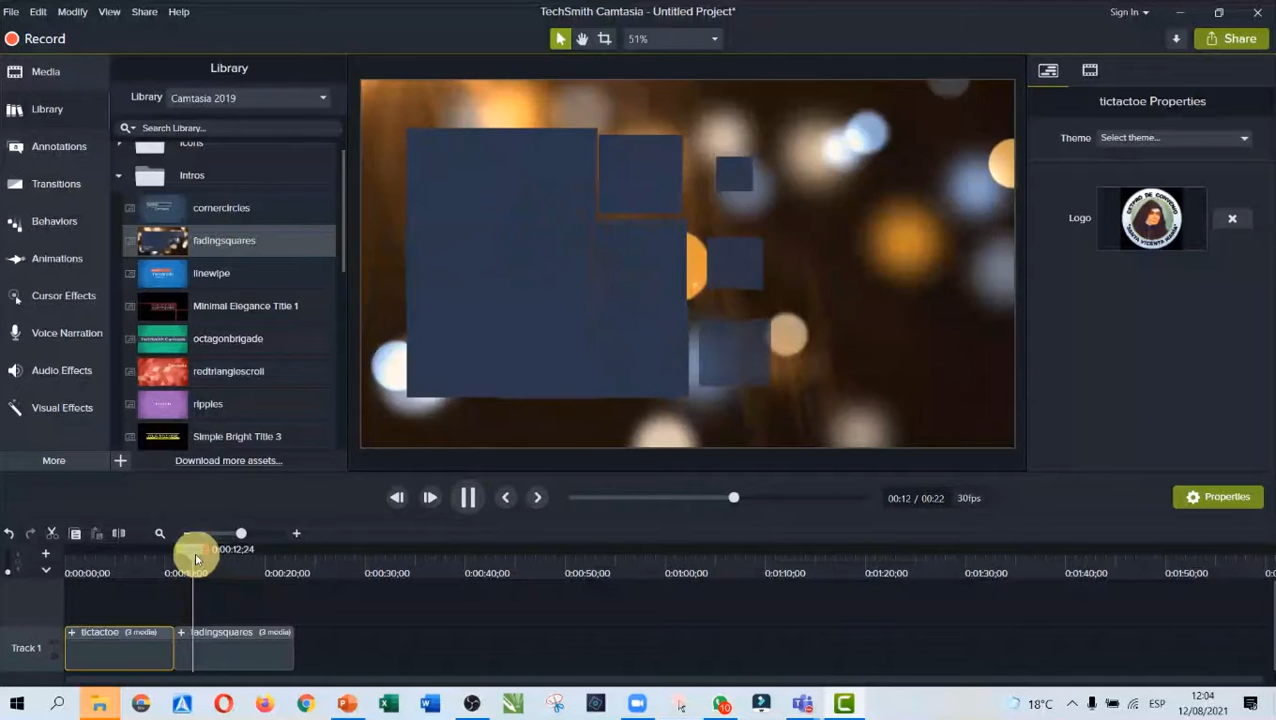 File Edit Modify View Share Help TechSmith Camtasia - Untitled Project* Sign In
Record 51% Share
Media Library
Library Library Camtasia 2019
Search Library...
Annotations Icons
Transitions Intros
Behaviors cornercircles
Animations fadingsquares
Cursor Effects linewipe
Voice Narration Minimal Elegance Title 1
Audio Effects octagonbrigade
Visual Effects redtrianglescroll
ripples
Simple Bright Title 3
More Download more assets...
tictactoe Properties
Theme Select theme...
Logo
00:12 / 00:22 30fps Properties
0:00:12;24
0:00:00;00 0:00:10;00 0:00:20;00 0:00:30;00 0:00:40;00 0:00:50;00 0:01:00;00 0:01:10;00 0:01:20;00 0:01:30;00 0:01:40;00 0:01:50;00
tictactoe (3 media) fadingsquares (3 media)
Track 1
10 18°C ESP 12:04
12/08/2021